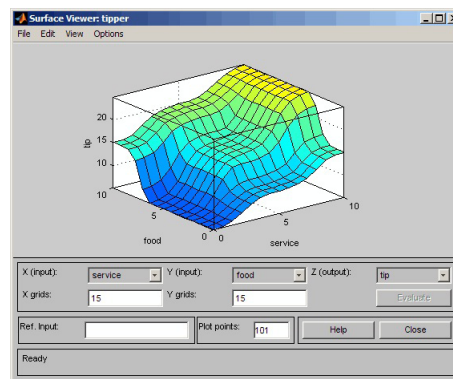 Surface Viewer: tipper
File Edit View Options
20
15
10
tip
10
5
0
food
0
5
10
service
X (input): service Y (input): food Z (output): tip
X grids: 15 Y grids: 15 Evaluate
Ref. Input: Plot points: 101 Help Close
Ready